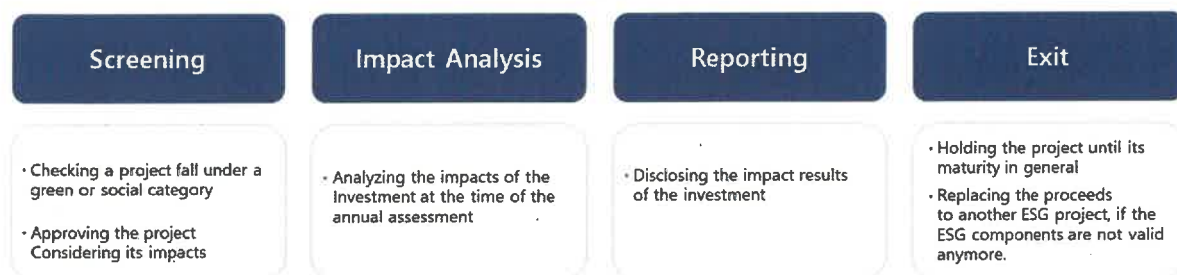 Screening
Impact Analysis
Reporting
Exit
· Checking a project fall under a
green or social category
· Approving the project
Considering its impacts
· Analyzing the impacts of the
Investment at the time of the
annual assessment
· Disclosing the impact results
of the investment
· Holding the project until its
maturity in general
· Replacing the proceeds
to another ESG project, if the
ESG components are not valid
anymore.